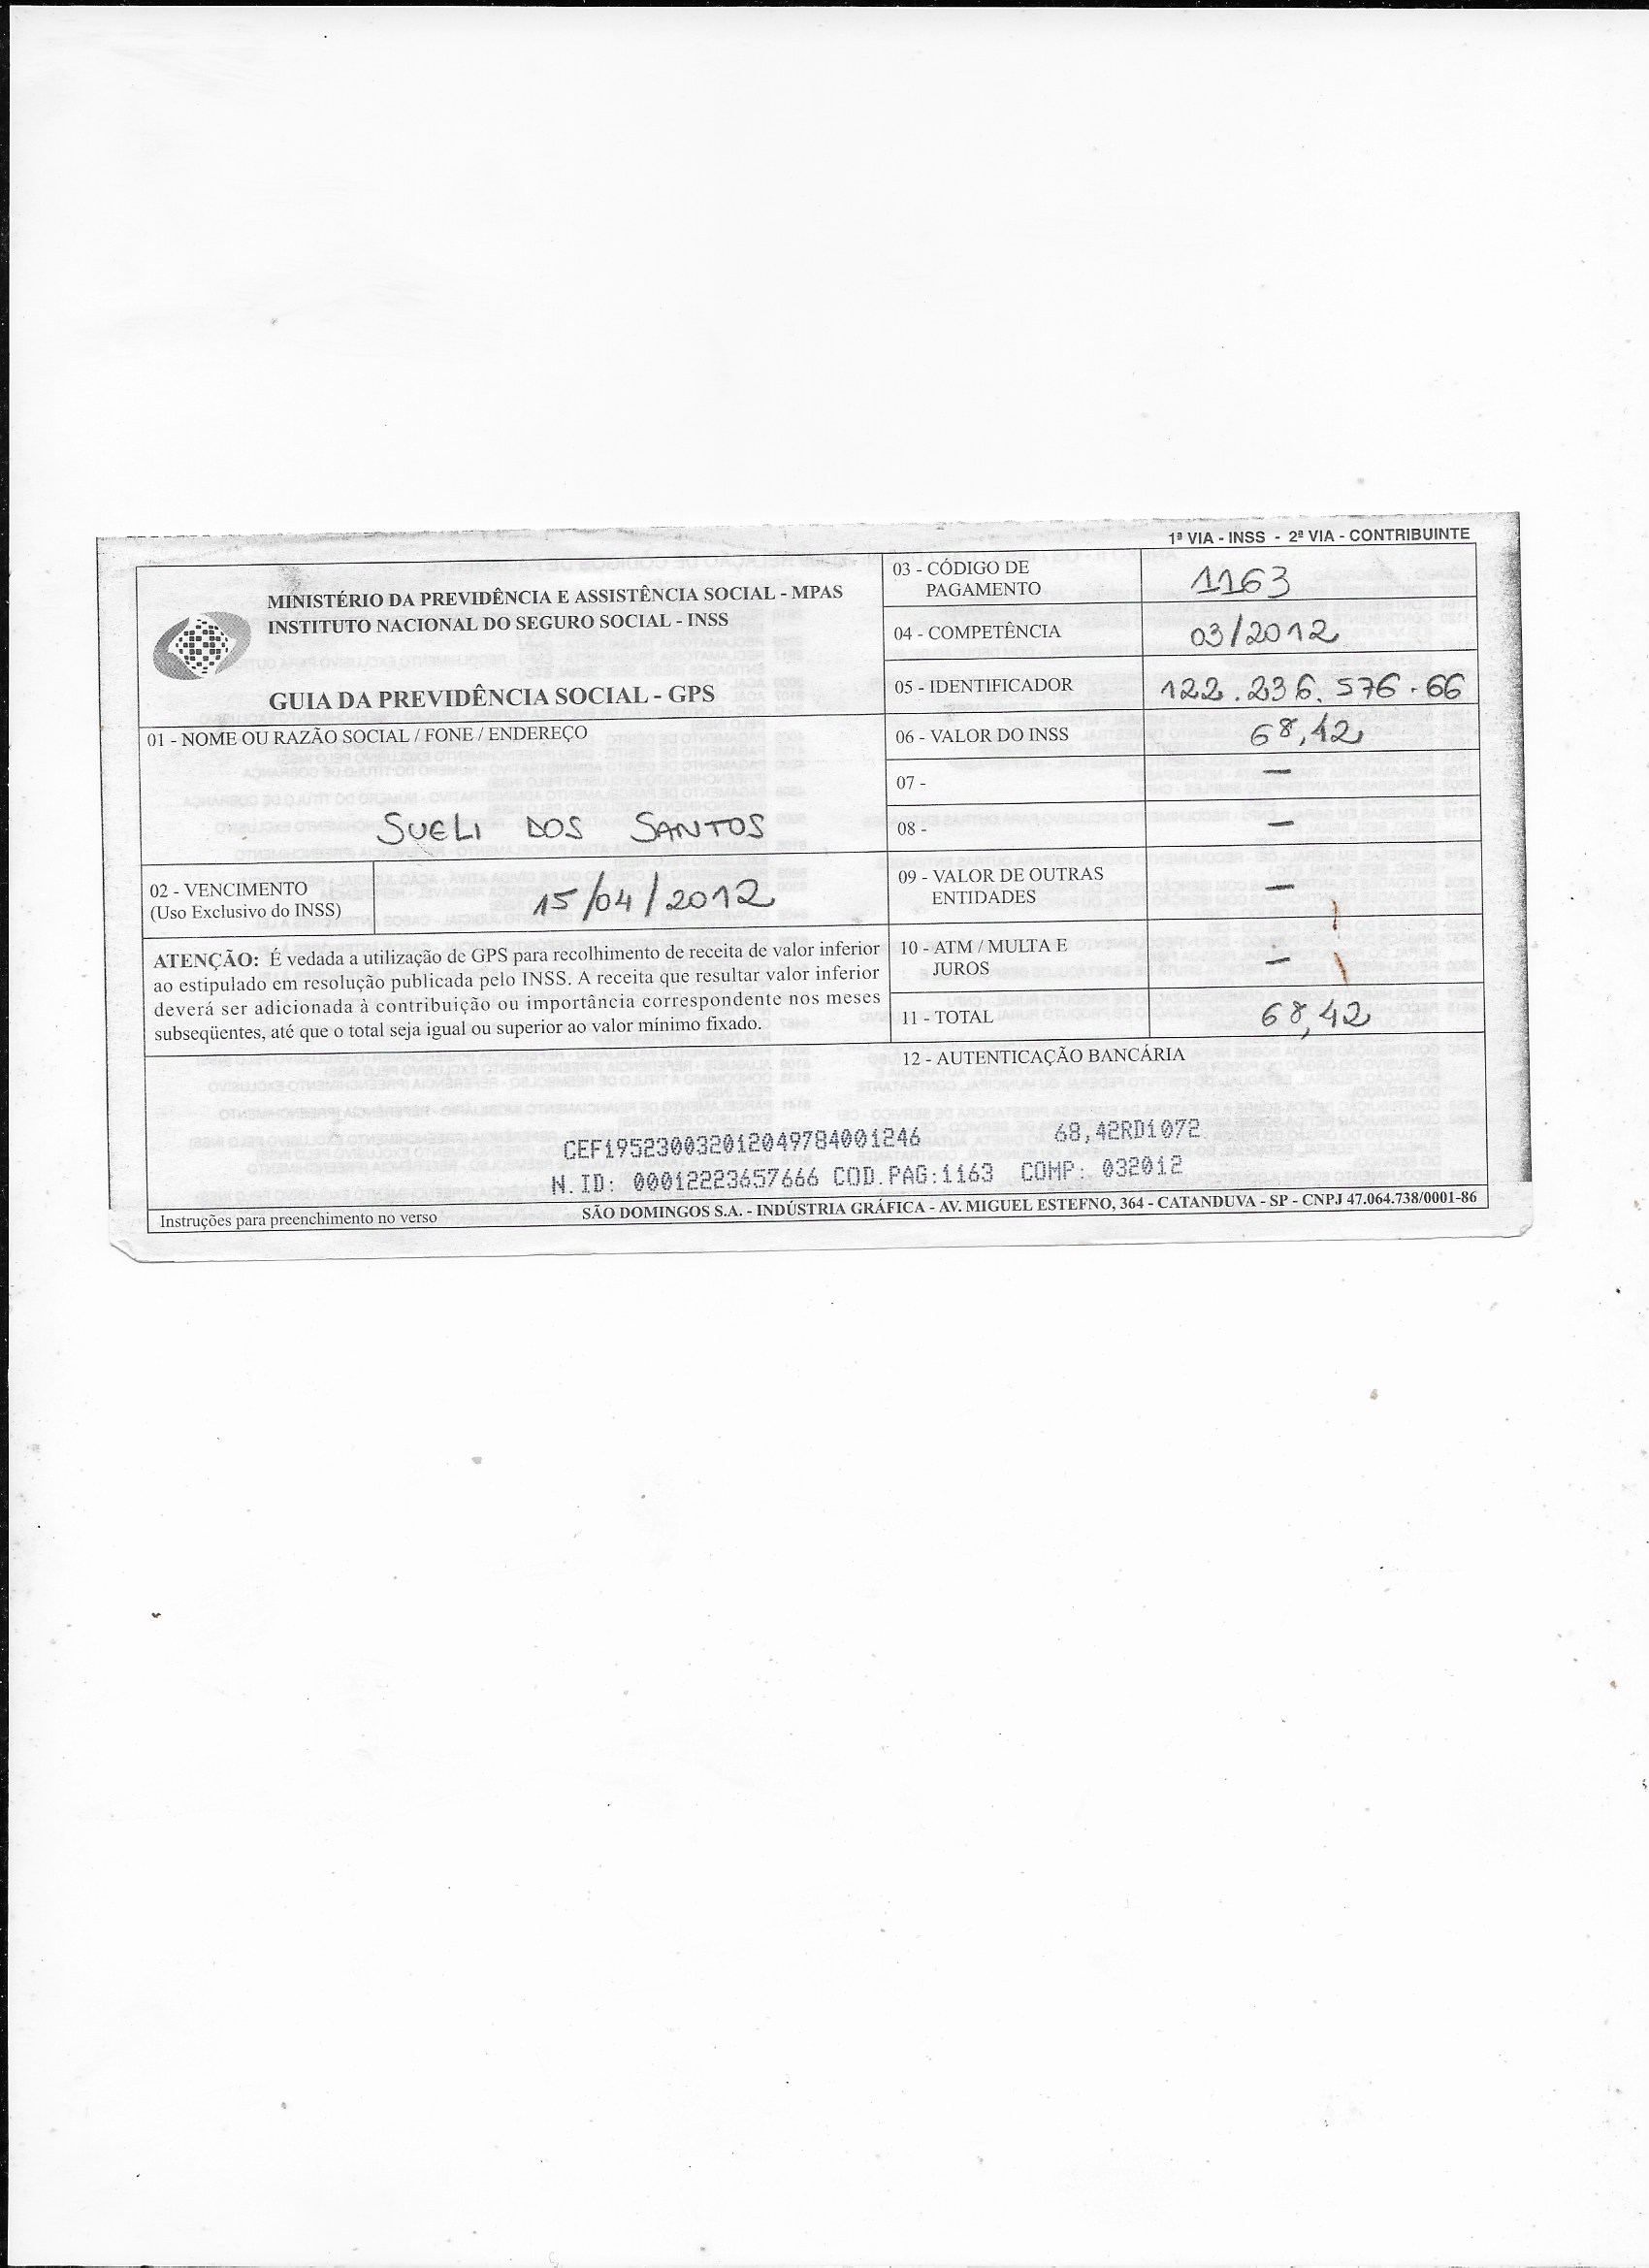 1ª VIA - INSS - 2ª VIA - CONTRIBUINTE
MINISTÉRIO DA PREVIDÊNCIA E ASSISTÊNCIA SOCIAL - MPAS
INSTITUTO NACIONAL DO SEGURO SOCIAL - INSS
GUIA DA PREVIDÊNCIA SOCIAL - GPS
01 - NOME OU RAZÃO SOCIAL / FONE / ENDEREÇO
SUELI DOS SANTOS
02 - VENCIMENTO
(Uso Exclusivo do INSS)
15/04/2012
ATENÇÃO: É vedada a utilização de GPS para recolhimento de receita de valor inferior
ao estipulado em resolução publicada pelo INSS. A receita que resultar valor inferior
deverá ser adicionada à contribuição ou importância correspondente nos meses
subseqüentes, até que o total seja igual ou superior ao valor mínimo fixado.
03 - CÓDIGO DE
PAGAMENTO
1163
04 - COMPETÊNCIA
03/2012
05 - IDENTIFICADOR
122.236.576-66
06 - VALOR DO INSS
68,42
07 -
—
08 -
—
09 - VALOR DE OUTRAS
ENTIDADES
—
10 - ATM / MULTA E
JUROS
—
11 - TOTAL
68,42
12 - AUTENTICAÇÃO BANCÁRIA
CEF195230032012049784001246 68,42RD1072
N.ID: 00012223657666 COD.PAG:1163 COMP: 032012
Instruções para preenchimento no verso
SÃO DOMINGOS S.A. - INDÚSTRIA GRÁFICA - AV. MIGUEL ESTEFNO, 364 - CATANDUVA - SP - CNPJ 47.064.738/0001-86